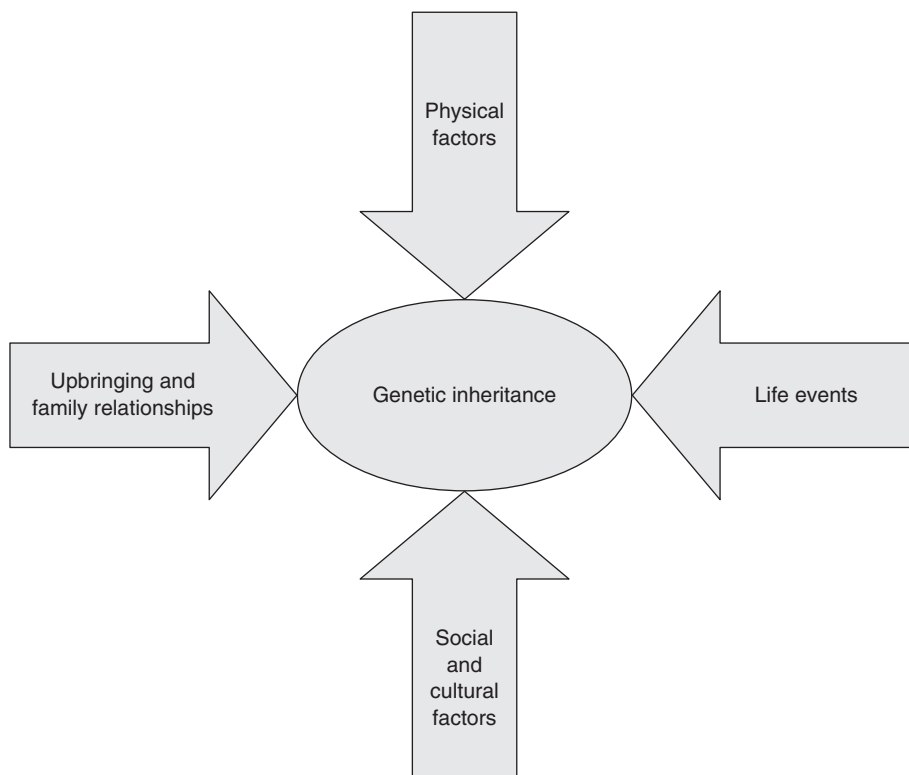 Physical
factors
Upbringing and
family relationships
Genetic inheritance
Life events
Social
and
cultural
factors